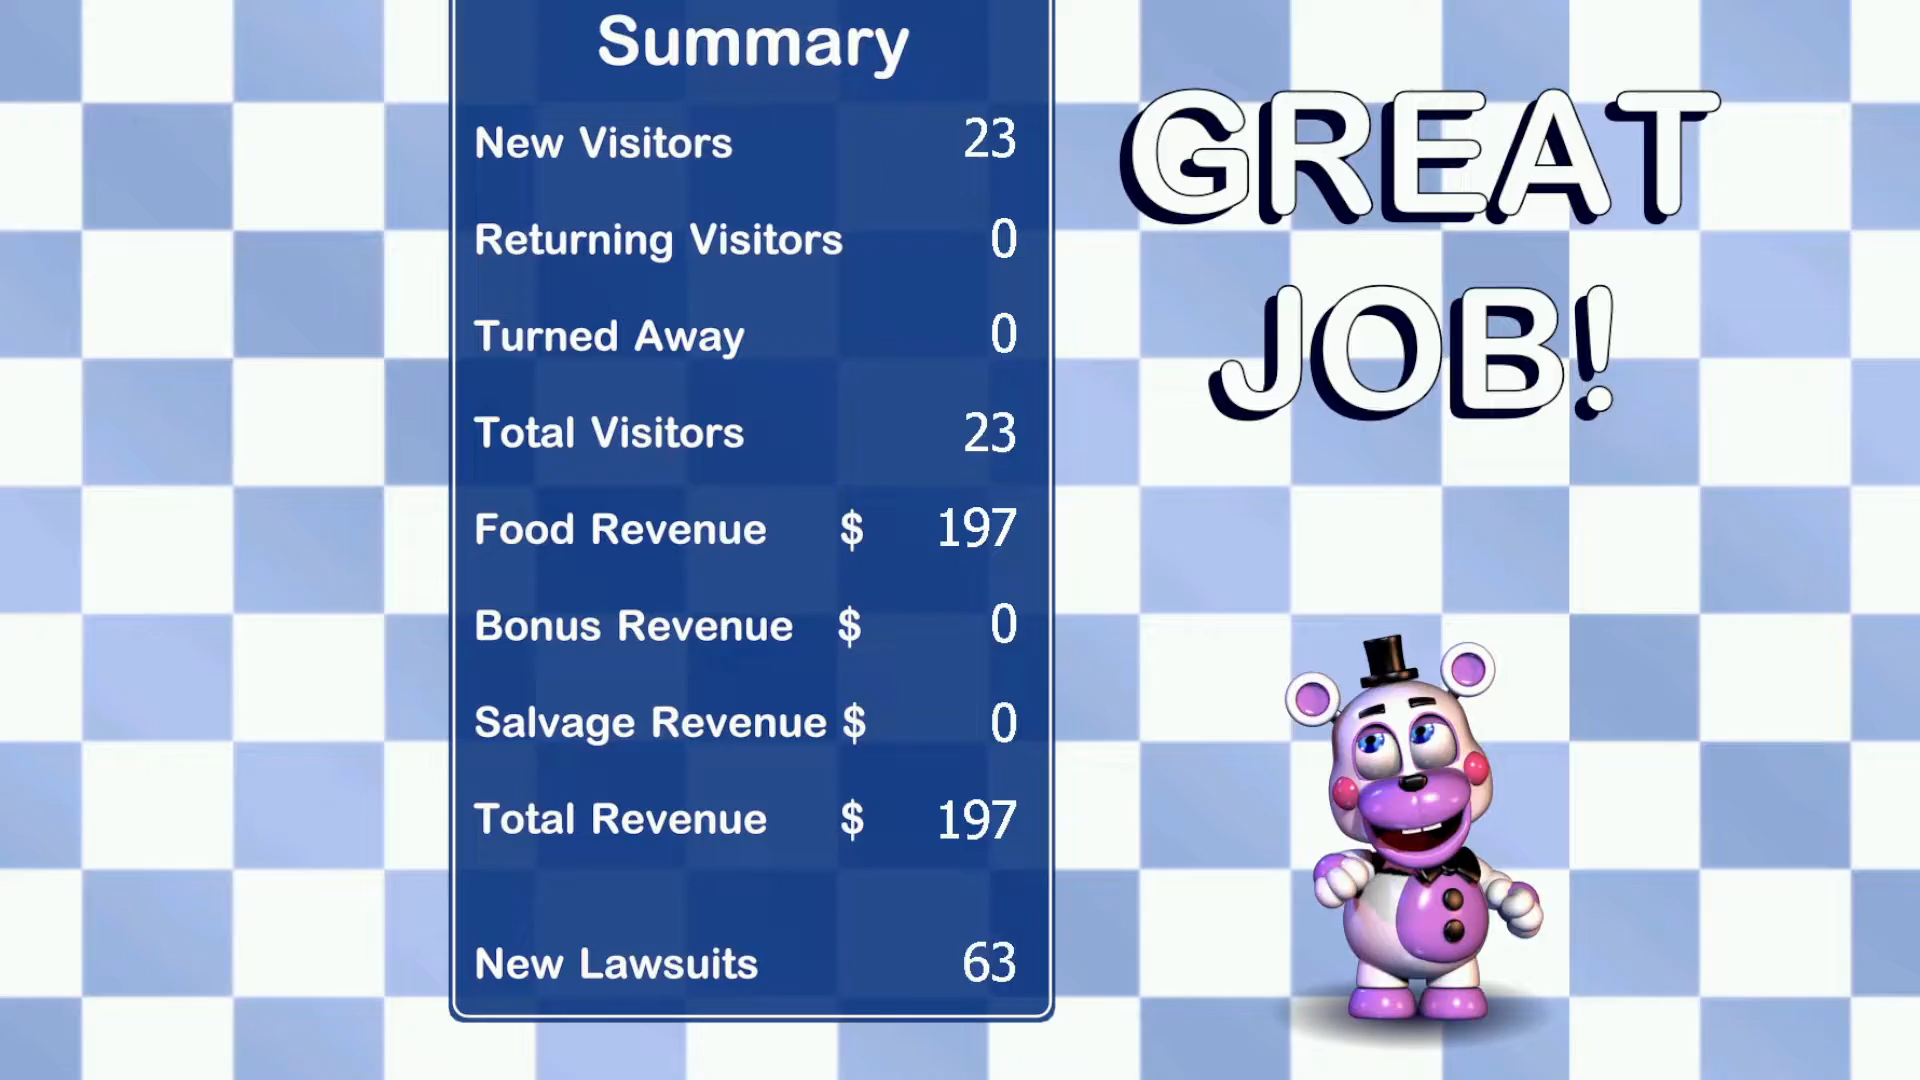 Summary
New Visitors 23
Returning Visitors 0
Turned Away 0
Total Visitors 23
Food Revenue $ 197
Bonus Revenue $ 0
Salvage Revenue $ 0
Total Revenue $ 197
New Lawsuits 63
GREAT
JOB!